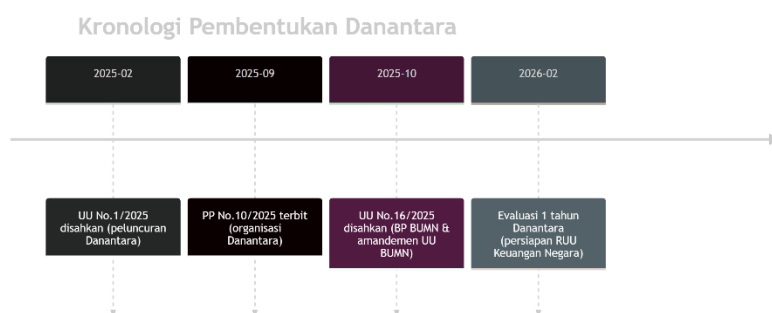 Kronologi Pembentukan Danantara
2025-02
2025-09
2025-10
2026-02
UU No.1/2025
disahkan (peluncuran
Danantara)
PP No.10/2025 terbit
(organisasi
Danantara)
UU No.16/2025
disahkan (BP BUMN &
amandemen UU
BUMN)
Evaluasi 1 tahun
Danantara
(persiapan RUU
Keuangan Negara)